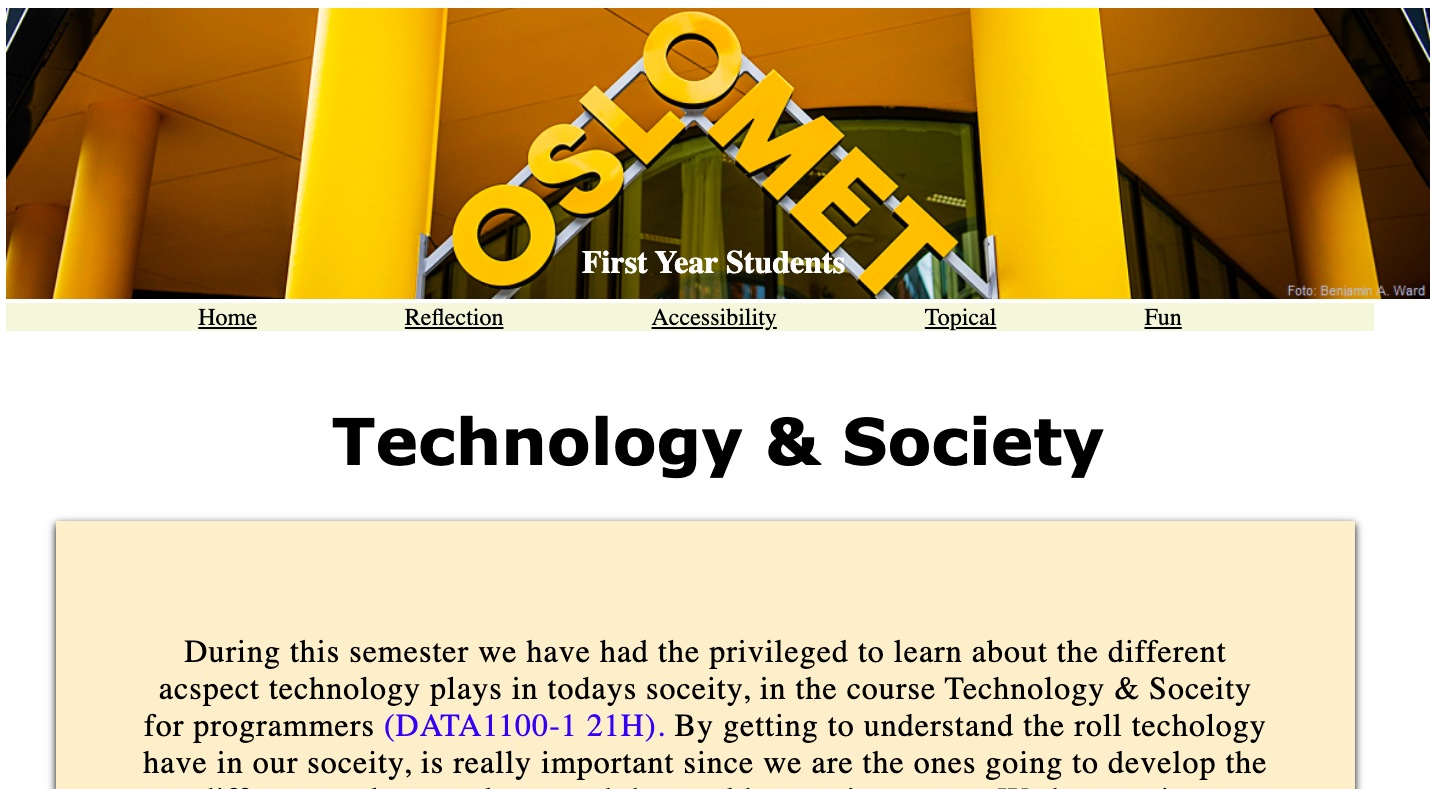 OSLOMET
First Year Students
Foto: Benjamin A. Ward
Home Reflection Accessibility Topical Fun
Technology & Society
During this semester we have had the privileged to learn about the different
acspect technology plays in todays soceity, in the course Technology & Soceity
for programmers (DATA1100-1 21H). By getting to understand the roll techology
have in our soceity, is really important since we are the ones going to develop the